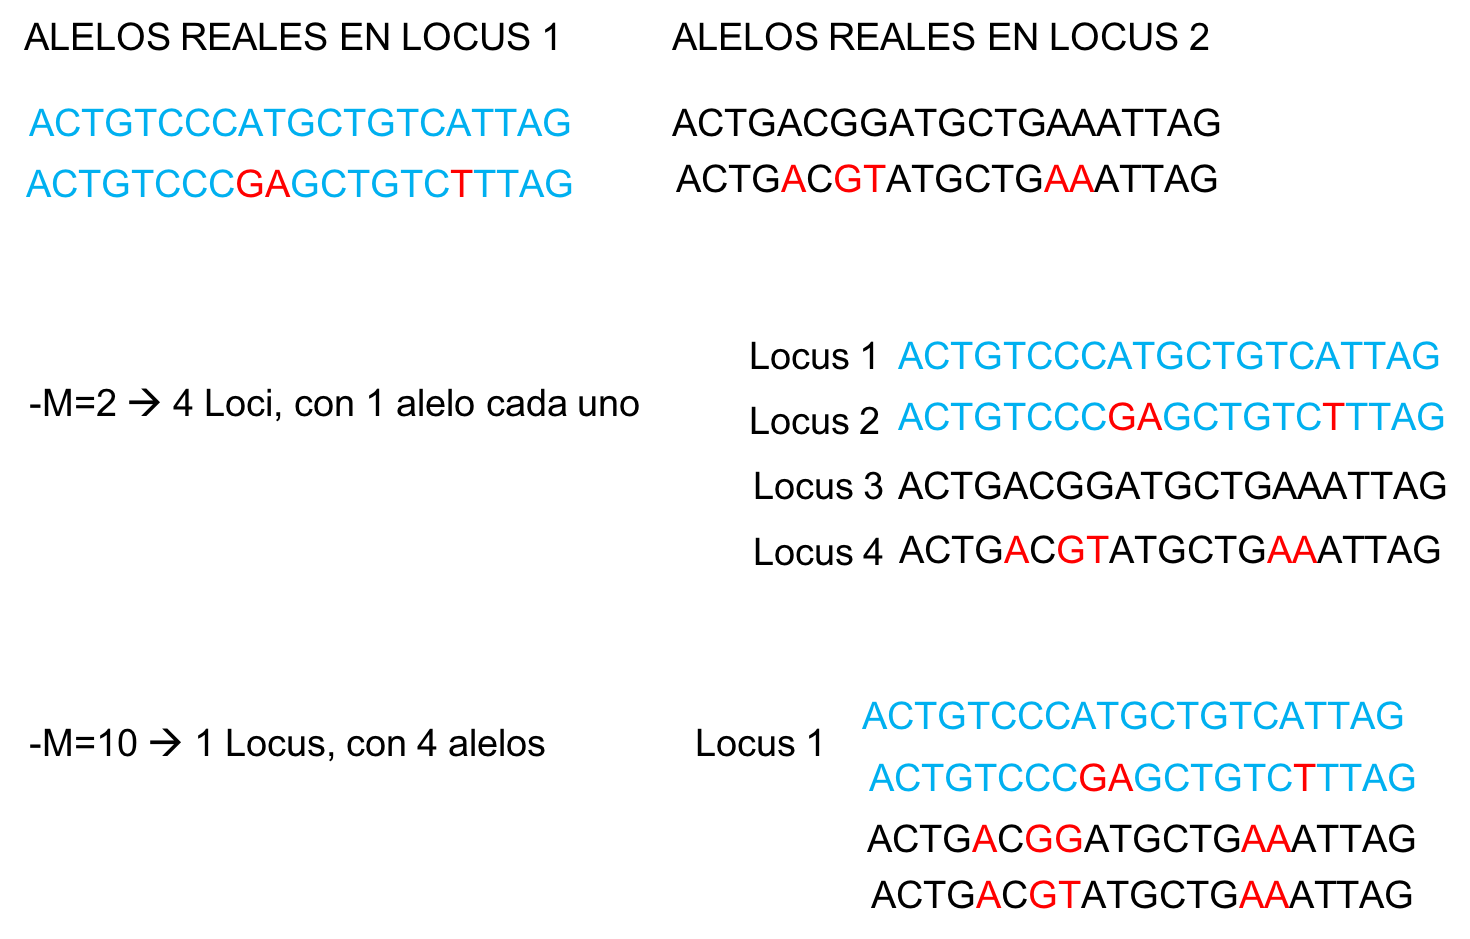 ALELOS REALES EN LOCUS 1
ALELOS REALES EN LOCUS 2
ACTGTCCCATGCTGTCATTAG
ACTGTCCCGAGCTGTCTTTAG
ACTGACGGATGCTGAAATTAG
ACTGACGTATGCTGAAATTAG
-M=2 → 4 Loci, con 1 alelo cada uno
Locus 1 ACTGTCCCATGCTGTCATTAG
Locus 2 ACTGTCCCGAGCTGTCTTTAG
Locus 3 ACTGACGGATGCTGAAATTAG
Locus 4 ACTGACGTATGCTGAAATTAG
-M=10 → 1 Locus, con 4 alelos
Locus 1
ACTGTCCCATGCTGTCATTAG
ACTGTCCCGAGCTGTCTTTAG
ACTGACGGATGCTGAAATTAG
ACTGACGTATGCTGAAATTAG